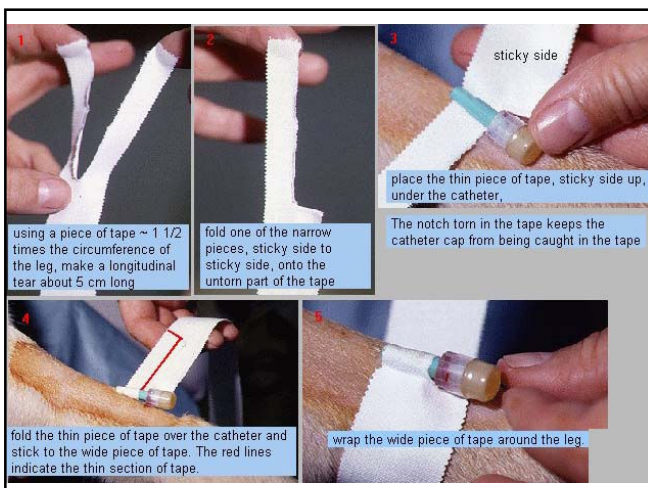 1
using a piece of tape ~ 1 1/2
times the circumference of
the leg, make a longitudinal
tear about 5 cm long
2
fold one of the narrow
pieces, sticky side to
sticky side, onto the
untorn part of the tape
3
sticky side
place the thin piece of tape, sticky side up,
under the catheter,
The notch torn in the tape keeps the
catheter cap from being caught in the tape
4
fold the thin piece of tape over the catheter and
stick to the wide piece of tape. The red lines
indicate the thin section of tape.
5
wrap the wide piece of tape around the leg.